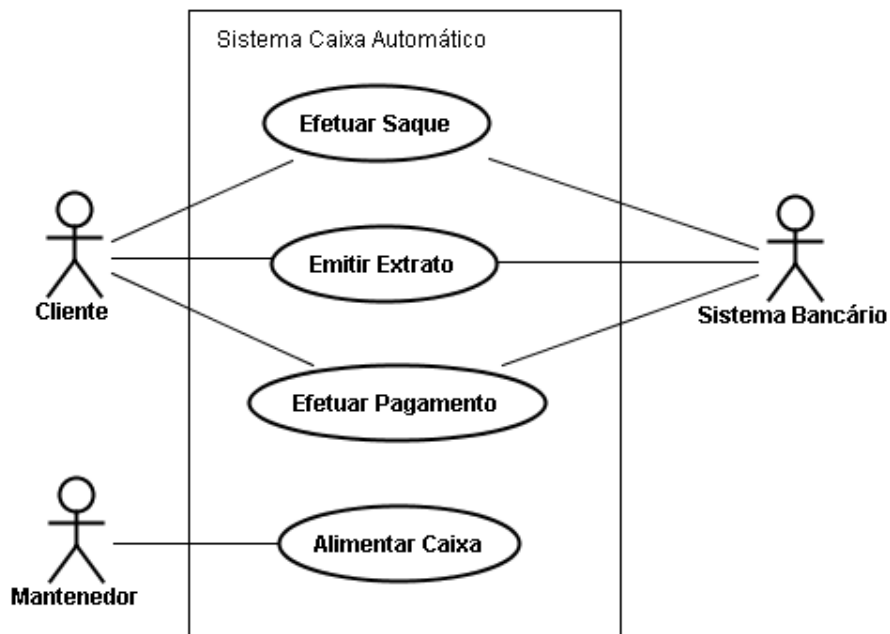 Sistema Caixa Automático
Efetuar Saque
Emitir Extrato
Cliente
Sistema Bancário
Efetuar Pagamento
Alimentar Caixa
Mantenedor